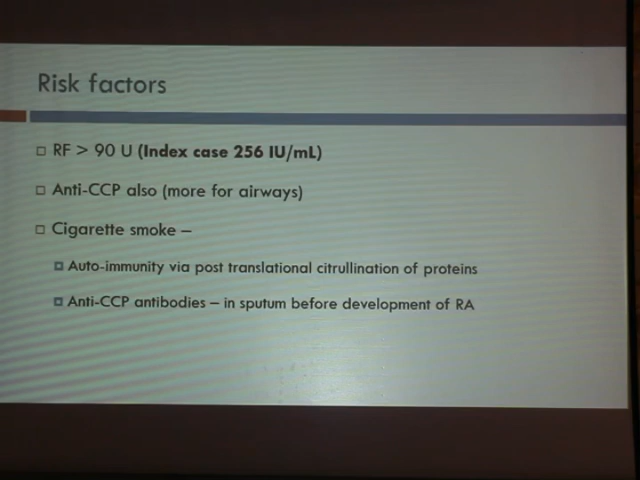 Risk factors
RF > 90 U (Index case 256 IU/mL)
Anti-CCP also (more for airways)
Cigarette smoke –
Auto-immunity via post translational citrullination of proteins
Anti-CCP antibodies – in sputum before development of RA